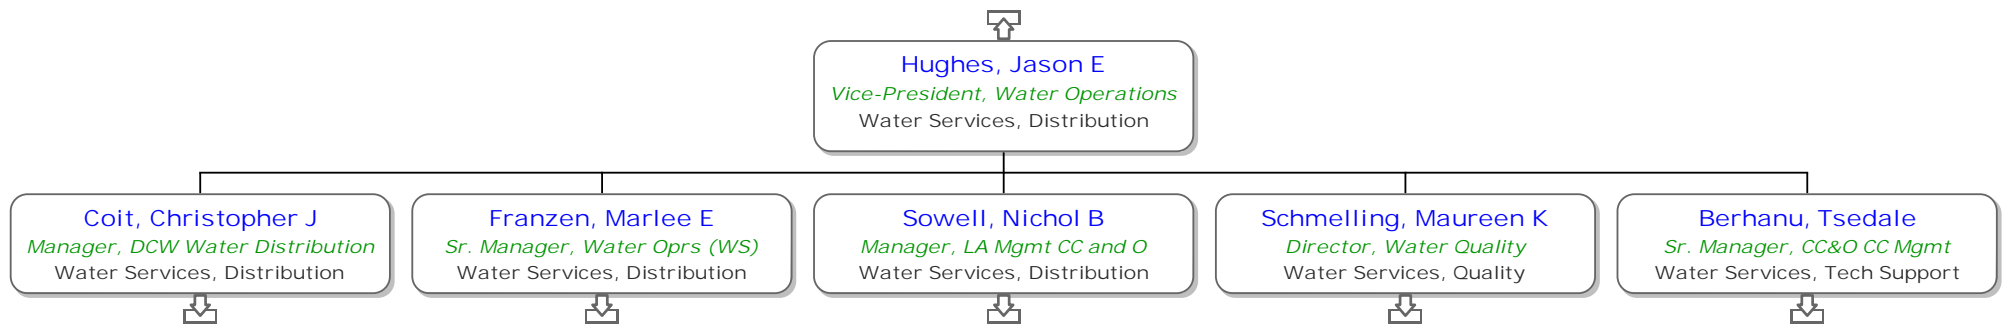 Hughes, Jason E
Vice-President, Water Operations
Water Services, Distribution
Coit, Christopher J
Manager, DCW Water Distribution
Water Services, Distribution
Franzen, Marlee E
Sr. Manager, Water Oprs (WS)
Water Services, Distribution
Sowell, Nichol B
Manager, LA Mgmt CC and O
Water Services, Distribution
Schmelling, Maureen K
Director, Water Quality
Water Services, Quality
Berhanu, Tsedale
Sr. Manager, CC&O CC Mgmt
Water Services, Tech Support